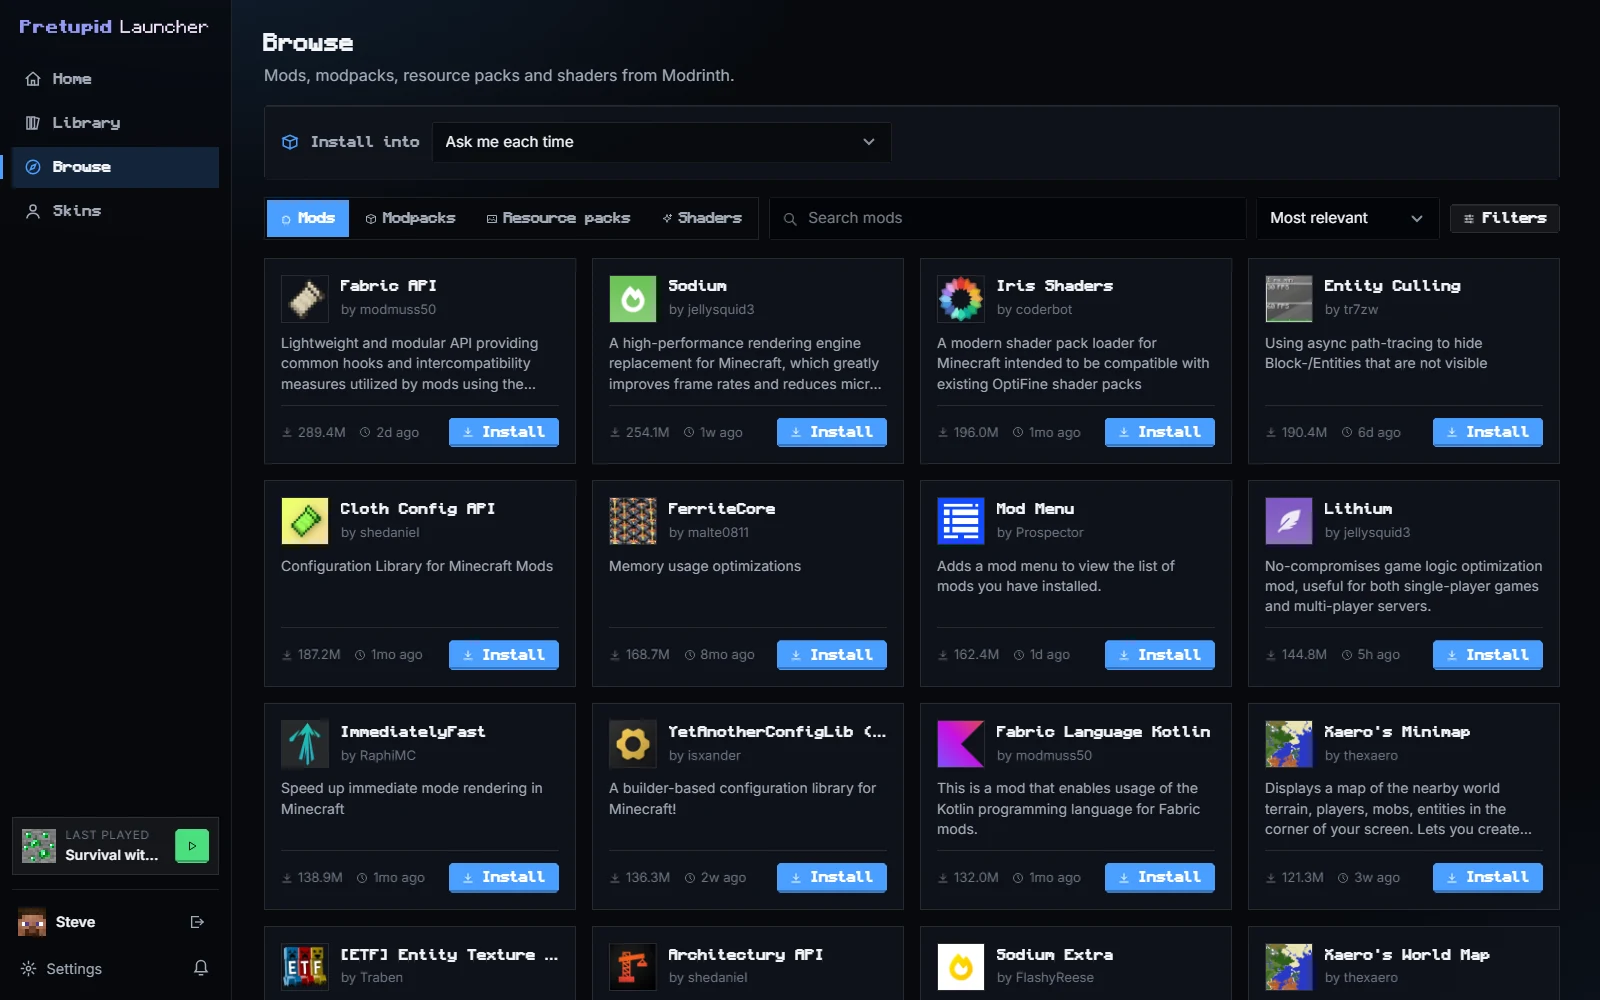 Pretupid Launcher
Home
Library
Browse
Skins
LAST PLAYED
Survival wit...
Steve
Settings
Browse
Mods, modpacks, resource packs and shaders from Modrinth.
Install into
Ask me each time
Mods
Modpacks
Resource packs
Shaders
Search mods
Most relevant
Filters
Fabric API
by modmuss50
Lightweight and modular API providing
common hooks and intercompatibility
measures utilized by mods using the...
289.4M
2d ago
Install
Sodium
by jellysquid3
A high-performance rendering engine
replacement for Minecraft, which greatly
improves frame rates and reduces micr...
254.1M
1w ago
Install
Iris Shaders
by coderbot
A modern shader pack loader for
Minecraft intended to be compatible with
existing OptiFine shader packs
196.0M
1mo ago
Install
Entity Culling
by tr7zw
Using async path-tracing to hide
Block-/Entities that are not visible
190.4M
6d ago
Install
Cloth Config API
by shedaniel
Configuration Library for Minecraft Mods
187.2M
1mo ago
Install
FerriteCore
by malte0811
Memory usage optimizations
168.7M
8mo ago
Install
Mod Menu
by Prospector
Adds a mod menu to view the list of
mods you have installed.
162.4M
1d ago
Install
Lithium
by jellysquid3
No-compromises game logic optimization
mod, useful for both single-player games
and multi-player servers.
144.8M
5h ago
Install
ImmediatelyFast
by RaphiMC
Speed up immediate mode rendering in
Minecraft
138.9M
1mo ago
Install
YetAnotherConfigLib (...
by isxander
A builder-based configuration library for
Minecraft!
136.3M
2w ago
Install
Fabric Language Kotlin
by modmuss50
This is a mod that enables usage of the
Kotlin programming language for Fabric
mods.
132.0M
1mo ago
Install
Xaero's Minimap
by thexaero
Displays a map of the nearby world
terrain, players, mobs, entities in the
corner of your screen. Lets you create...
121.3M
3w ago
Install
ETF
[ETF] Entity Texture ...
by Traben
Architectury API
by shedaniel
Sodium Extra
by FlashyReese
Xaero's World Map
by thexaero